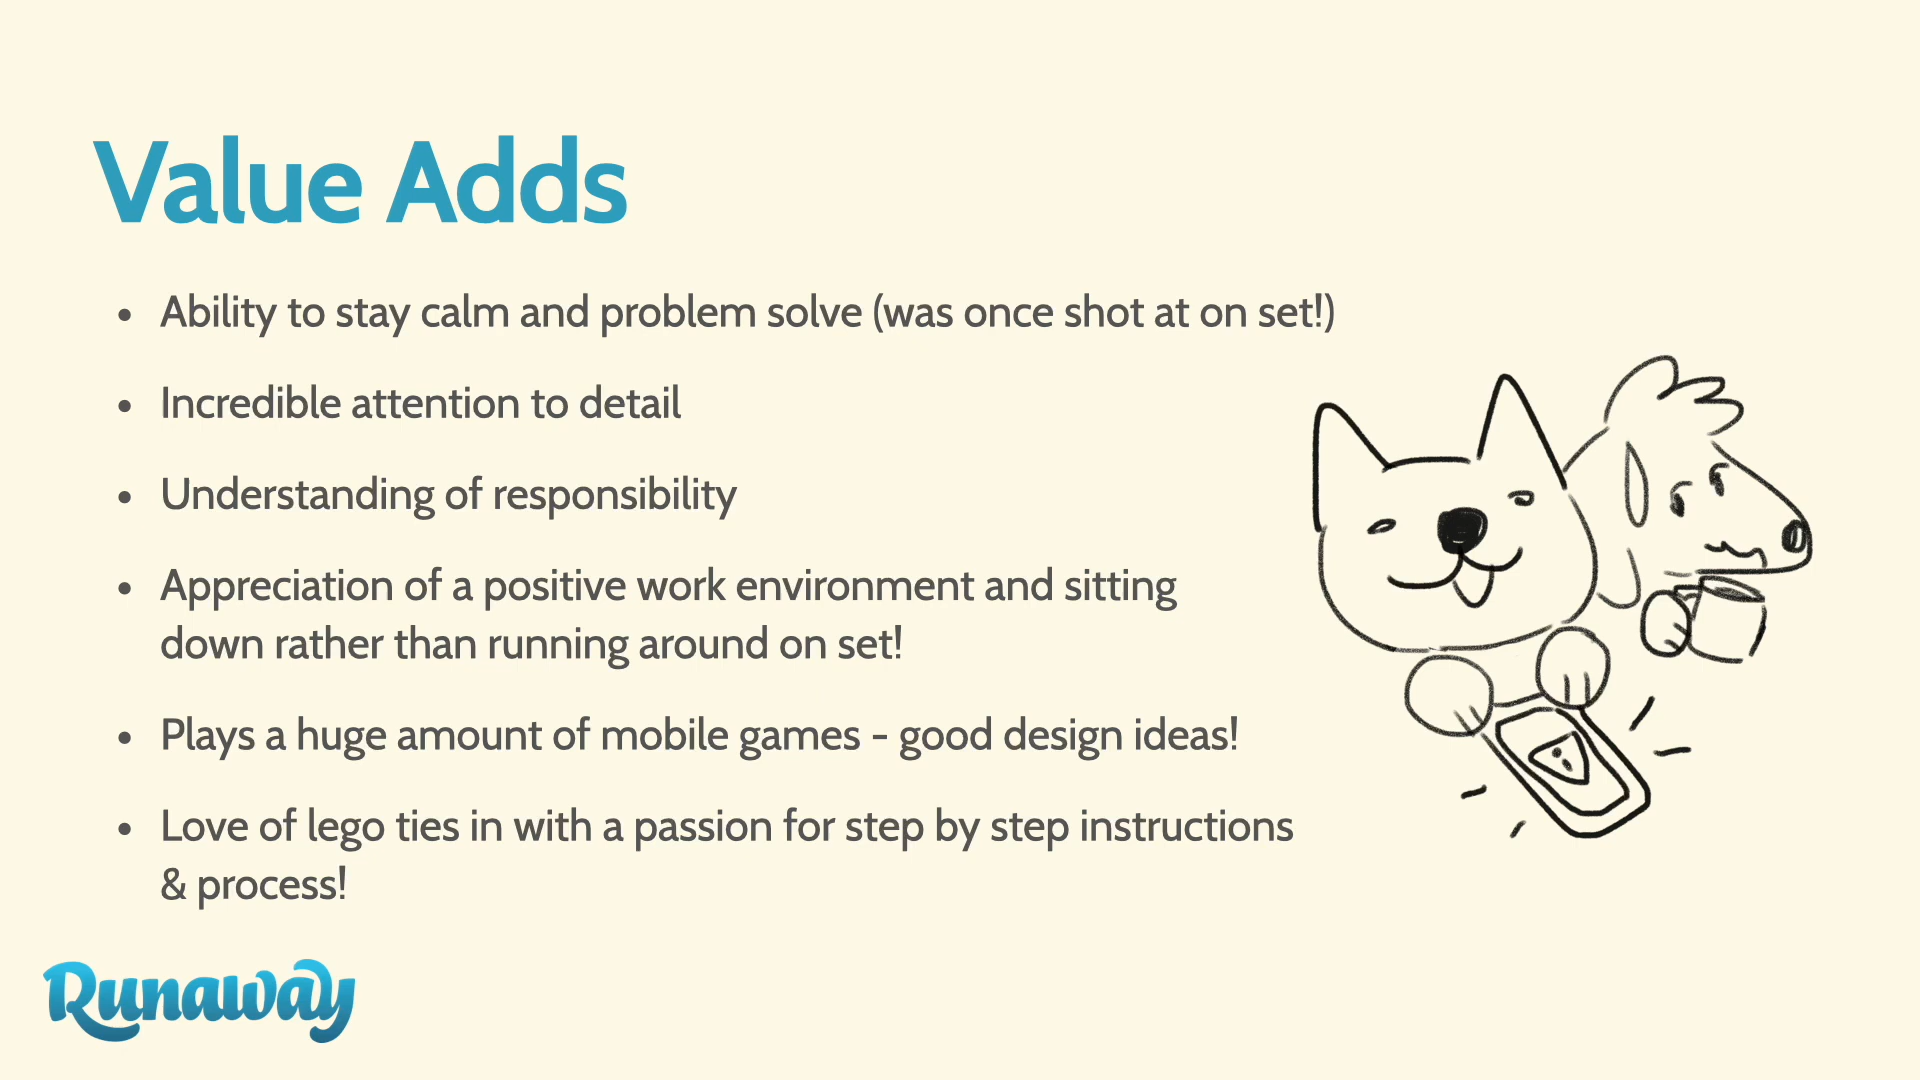 Value Adds
• Ability to stay calm and problem solve (was once shot at on set!)
• Incredible attention to detail
• Understanding of responsibility
• Appreciation of a positive work environment and sitting
down rather than running around on set!
• Plays a huge amount of mobile games - good design ideas!
• Love of lego ties in with a passion for step by step instructions
& process!
Runaway